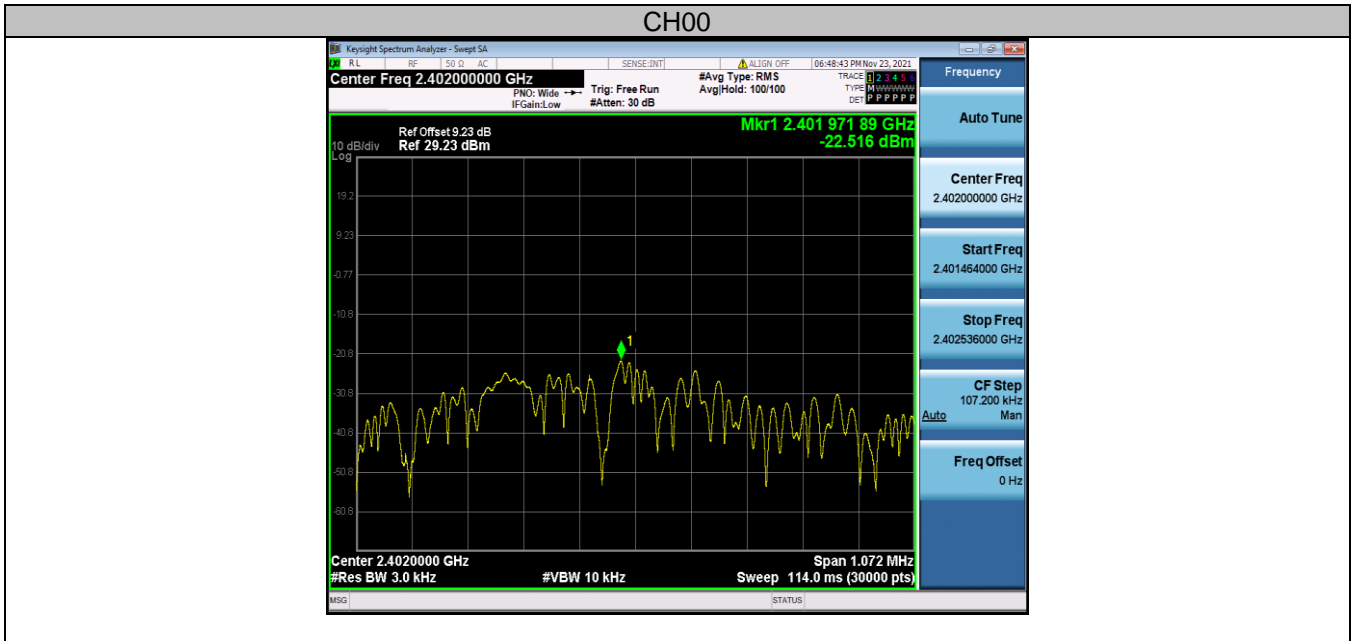 CH00
Keysight Spectrum Analyzer - Swept SA
RL RF 50 Ω AC SENSE:INT ALIGN OFF 06:48:43 PM Nov 23, 2021
Center Freq 2.402000000 GHz
PNO: Wide
IFGain:Low
Trig: Free Run
#Atten: 30 dB
#Avg Type: RMS
Avg|Hold: 100/100
TRACE 1 2 3 4 5 6
TYPE M WWWWW
DET P P P P P P
Mkr1 2.401 971 89 GHz
-22.516 dBm
Ref Offset 9.23 dB
10 dB/div Ref 29.23 dBm
Log
19.2
9.23
-0.77
-10.8
-20.8
-30.8
-40.8
-50.8
-60.8
1
Center 2.4020000 GHz Span 1.072 MHz
#Res BW 3.0 kHz #VBW 10 kHz Sweep 114.0 ms (30000 pts)
MSG STATUS
Frequency
Auto Tune
Center Freq
2.402000000 GHz
Start Freq
2.401464000 GHz
Stop Freq
2.402536000 GHz
CF Step
107.200 kHz
Auto Man
Freq Offset
0 Hz